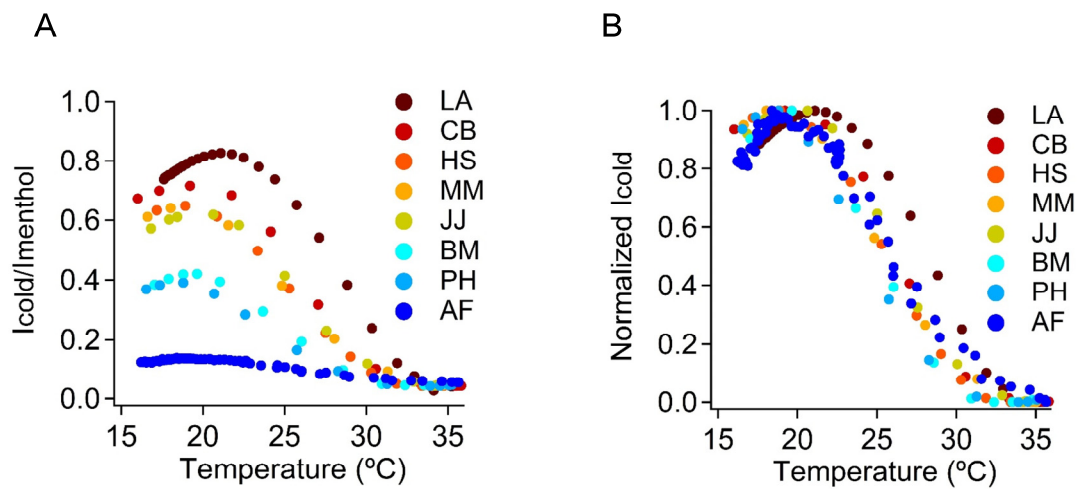 A
Icold/Imenthol
1.0
0.8
0.6
0.4
0.2
0.0
15
20
25
30
35
Temperature (ºC)
LA
CB
HS
MM
JJ
BM
PH
AF
B
Normalized Icold
1.0
0.8
0.6
0.4
0.2
0.0
15
20
25
30
35
Temperature (ºC)
LA
CB
HS
MM
JJ
BM
PH
AF